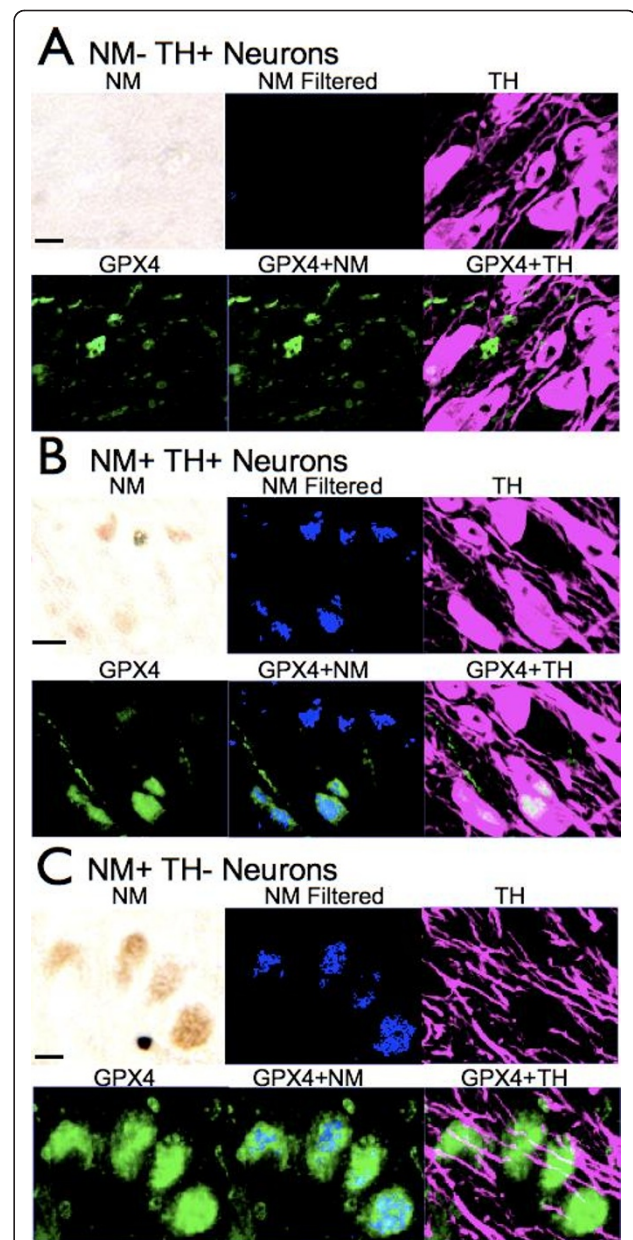 A NM- TH+ Neurons
NM NM Filtered TH
GPX4 GPX4+NM GPX4+TH
B NM+ TH+ Neurons
NM NM Filtered TH
GPX4 GPX4+NM GPX4+TH
C NM+ TH- Neurons
NM NM Filtered TH
GPX4 GPX4+NM GPX4+TH